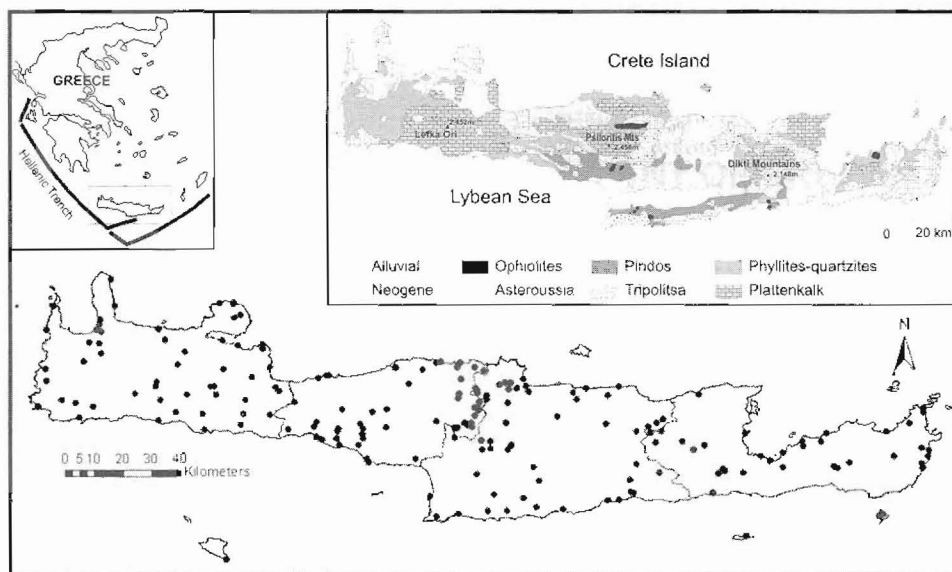 GREECE
Hellenic Trench
Crete Island
2.452m
Lefka Ori
Psiloritis Mts
2.456m
Dikti Mountains
2.148m
Lybean Sea
0 20 km
Alluvial Ophiolites Pindos Phyllites-quartzites
Neogene Asteroussia Tripolitsa Plattenkalk
N
0 5 10 20 30 40
Kilometers